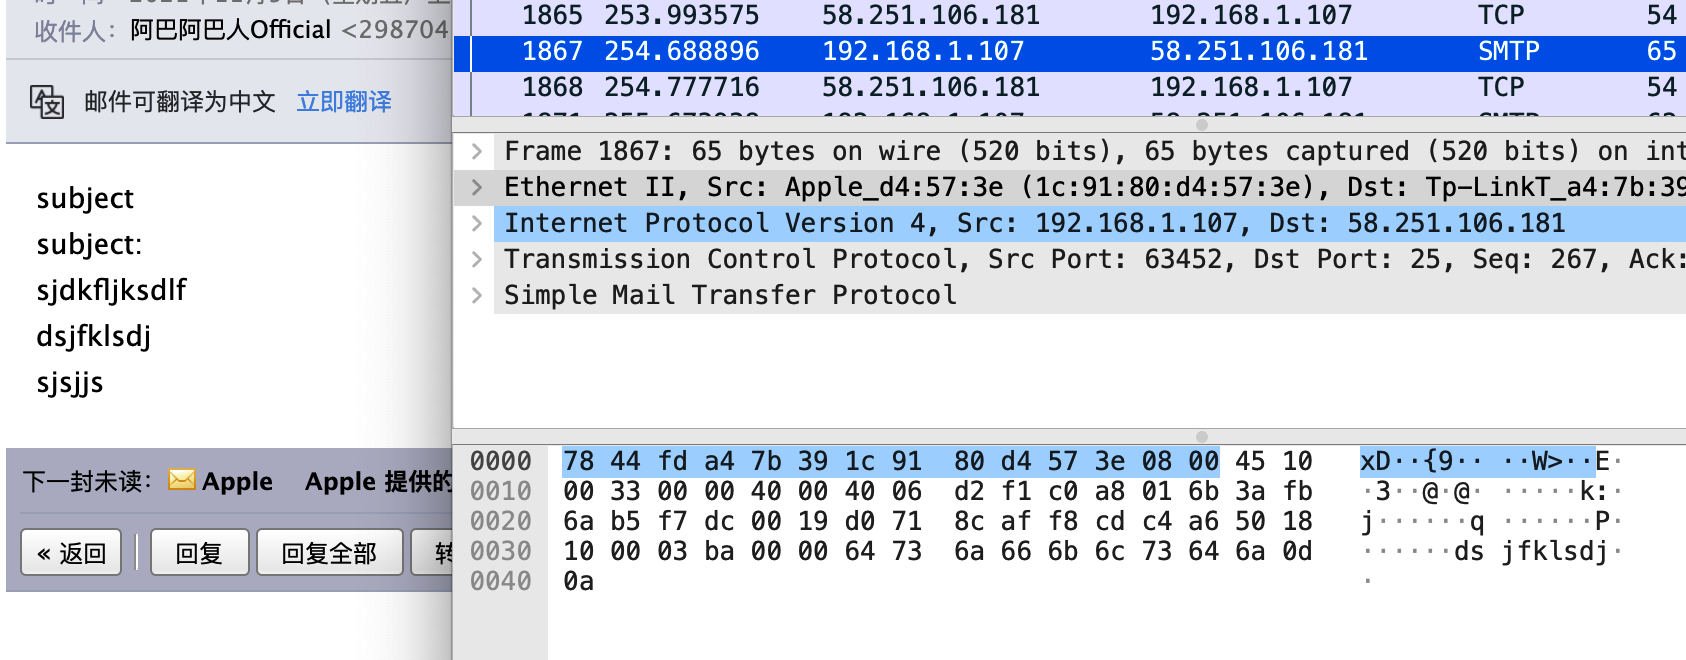 收件人：阿巴阿巴人Official <298704
邮件可翻译为中文 立即翻译
subject
subject:
sjdkfljksdlf
dsjfklsdj
sjsjjs
下一封未读： Apple Apple 提供的
« 返回 回复 回复全部 转
1865 253.993575 58.251.106.181 192.168.1.107 TCP 54
1867 254.688896 192.168.1.107 58.251.106.181 SMTP 65
1868 254.777716 58.251.106.181 192.168.1.107 TCP 54
Frame 1867: 65 bytes on wire (520 bits), 65 bytes captured (520 bits) on int
Ethernet II, Src: Apple_d4:57:3e (1c:91:80:d4:57:3e), Dst: Tp-LinkT_a4:7b:39
Internet Protocol Version 4, Src: 192.168.1.107, Dst: 58.251.106.181
Transmission Control Protocol, Src Port: 63452, Dst Port: 25, Seq: 267, Ack:
Simple Mail Transfer Protocol
0000 78 44 fd a4 7b 39 1c 91 80 d4 57 3e 08 00 45 10 xD··{9·· ··W>··E·
0010 00 33 00 00 40 00 40 06 d2 f1 c0 a8 01 6b 3a fb ·3··@·@· ·····k:·
0020 6a b5 f7 dc 00 19 d0 71 8c af f8 cd c4 a6 50 18 j······q ······P·
0030 10 00 03 ba 00 00 64 73 6a 66 6b 6c 73 64 6a 0d ······ds jfklsdj·
0040 0a ·